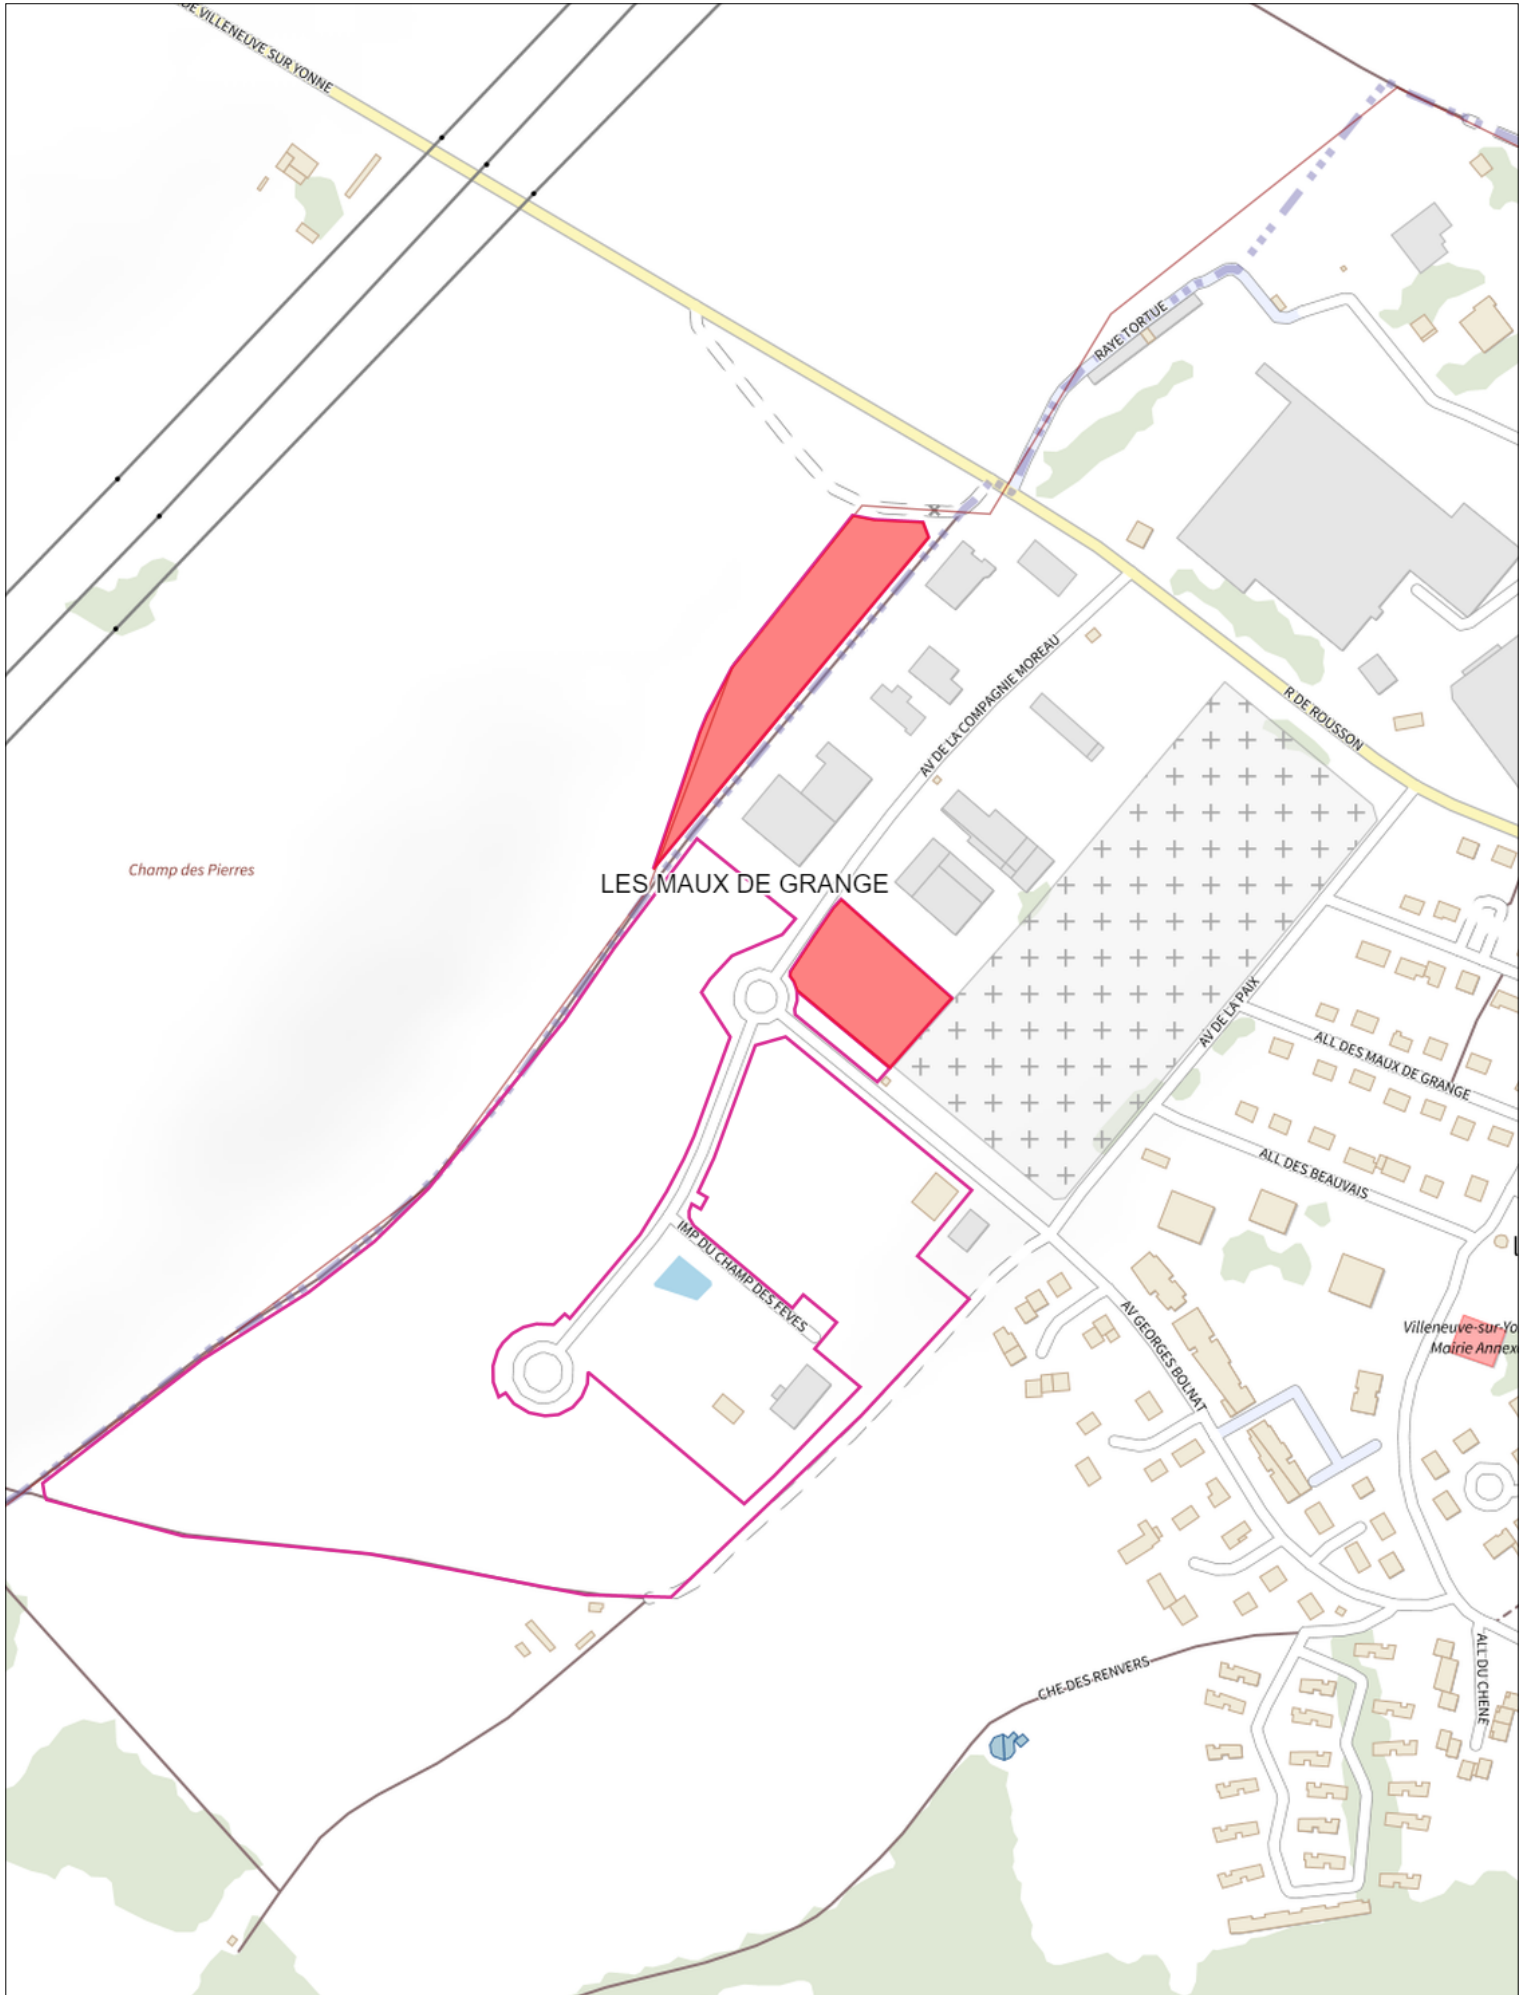 DE VILLENEUVE SUR YONNE
RAYE TORTUE
AV DE LA COMPAGNIE MOREAU
R DE ROUSSON
Champ des Pierres
LES MAUX DE GRANGE
AV DE LA PAIX
ALL DES MAUX DE GRANGE
ALL DES BEAUVAIS
IMP DU CHAMP DES FEVES
AV GEORGES BOLNAT
Villeneuve-sur-Yo
Mairie Annex
CHE DES RENVERS
ALL DU CHENE